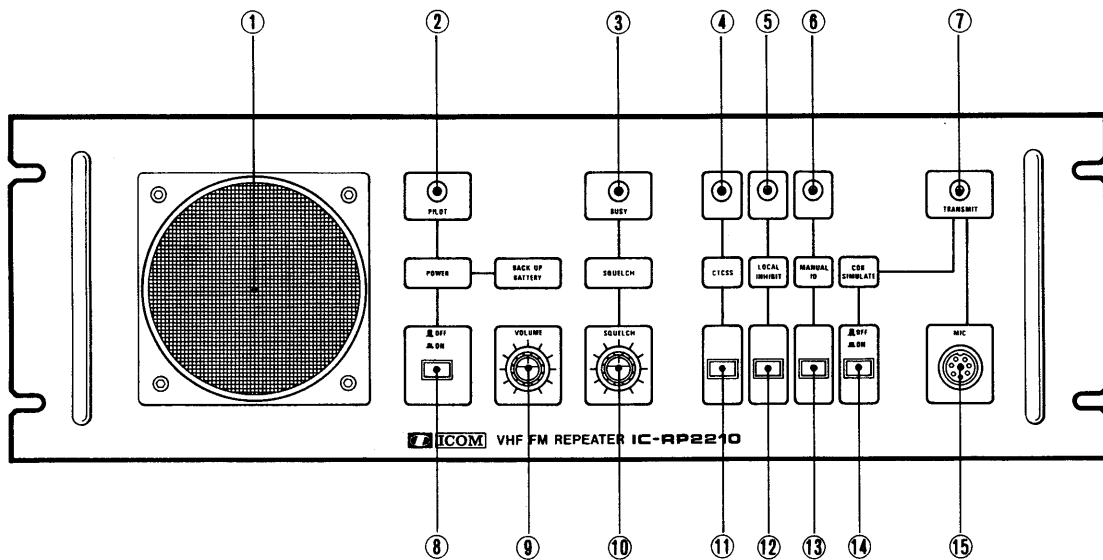 ① ② ③ ④ ⑤ ⑥ ⑦
PILOT BUSY TRANSMIT
POWER BACK UP BATTERY SQUELCH CTCSS LOCAL INHIBIT MANUAL ID COR SIMULATE
OFF VOLUME SQUELCH OFF MIC
ON ON
ICOM VHF FM REPEATER IC-RP2210
⑧ ⑨ ⑩ ⑪ ⑫ ⑬ ⑭ ⑮